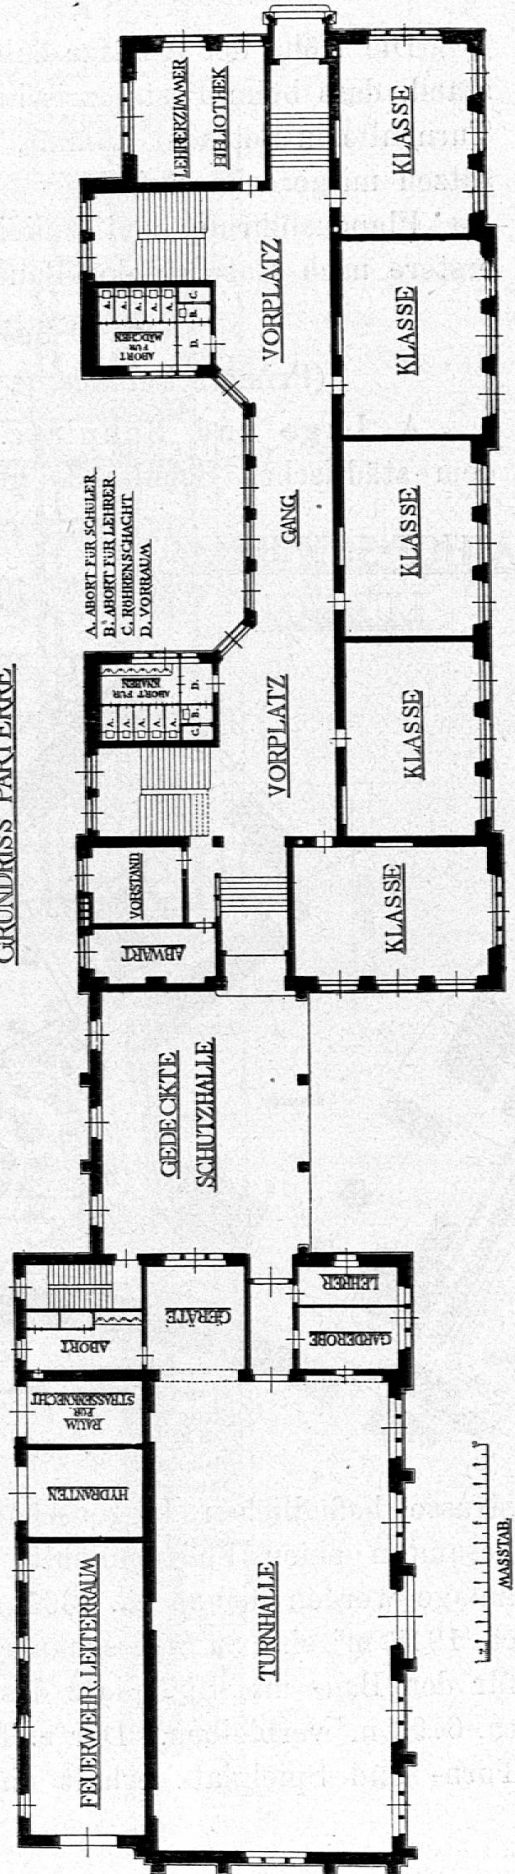 GRUNDRISS PARTERRE
LEHRERZIMMER
BIBLIOTHEK
KLASSE
VORPLATZ
ABORT
FÜR
MÄDCHEN
A.
A.
A.
A.
A.
B.
C.
D.
KLASSE
A. ABORT FÜR SCHÜLER
B. ABORT FÜR LEHRER
C. RÖHRENSCHACHT
D. VORRAUM
GANG
KLASSE
ABORT FÜR
KNABEN
A.
A.
A.
A.
A.
B.
C.
D.
VORPLATZ
KLASSE
VORSTAND
ABWART
KLASSE
GEDECKTE
SCHUTZHALLE
ABORT
GERÄTE
LEHRER
GARDEROBE
RAUM
FÜR
STRASSENKNECHT
HYDRANTEN
FEUERWEHR, LEITERRAUM
TURNHALLE
MASSTAB.